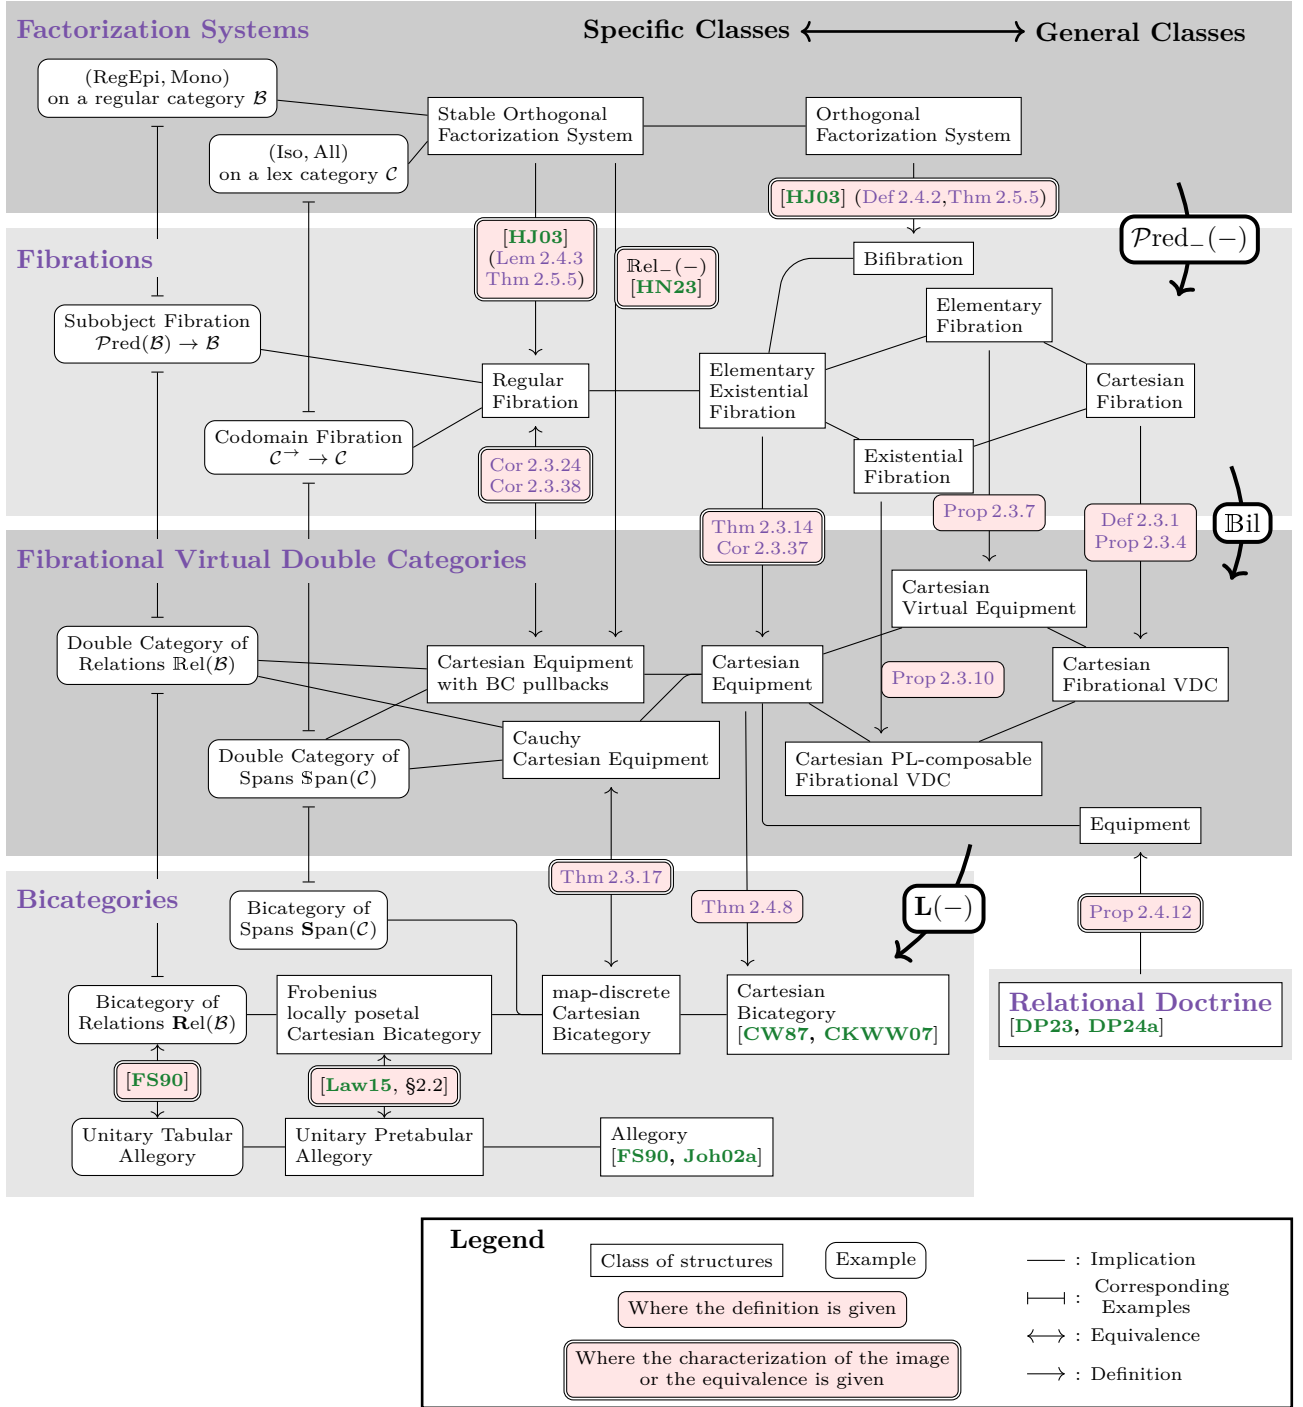 Factorization Systems
Specific Classes
General Classes
(RegEpi, Mono)
on a regular category ℬ
Stable Orthogonal
Factorization System
Orthogonal
Factorization System
(Iso, All)
on a lex category 𝒞
[HJ03] (Def 2.4.2,Thm 2.5.5)
𝒫red₋(−)
Fibrations
[HJ03]
(Lem 2.4.3
Thm 2.5.5)
ℝel₋(−)
[HN23]
Bifibration
Subobject Fibration
𝒫red(ℬ) → ℬ
Elementary
Fibration
Regular
Fibration
Elementary
Existential
Fibration
Cartesian
Fibration
Codomain Fibration
𝒞^→ → 𝒞
Existential
Fibration
Cor 2.3.24
Cor 2.3.38
Thm 2.3.14
Cor 2.3.37
Prop 2.3.7
Def 2.3.1
Prop 2.3.4
𝔹il
Fibrational Virtual Double Categories
Cartesian
Virtual Equipment
Double Category of
Relations ℝel(ℬ)
Cartesian Equipment
with BC pullbacks
Cartesian
Equipment
Prop 2.3.10
Cartesian
Fibrational VDC
Double Category of
Spans 𝕊pan(𝒞)
Cauchy
Cartesian Equipment
Cartesian PL-composable
Fibrational VDC
Equipment
Bicategories
Thm 2.3.17
Thm 2.4.8
L(−)
Prop 2.4.12
Bicategory of
Spans Span(𝒞)
Bicategory of
Relations Rel(ℬ)
Frobenius
locally posetal
Cartesian Bicategory
map-discrete
Cartesian
Bicategory
Cartesian
Bicategory
[CW87, CKWW07]
Relational Doctrine
[DP23, DP24a]
[FS90]
[Law15, §2.2]
Unitary Tabular
Allegory
Unitary Pretabular
Allegory
Allegory
[FS90, Joh02a]
Legend
Class of structures
Example
Where the definition is given
Where the characterization of the image
or the equivalence is given
: Implication
: Corresponding
Examples
: Equivalence
: Definition